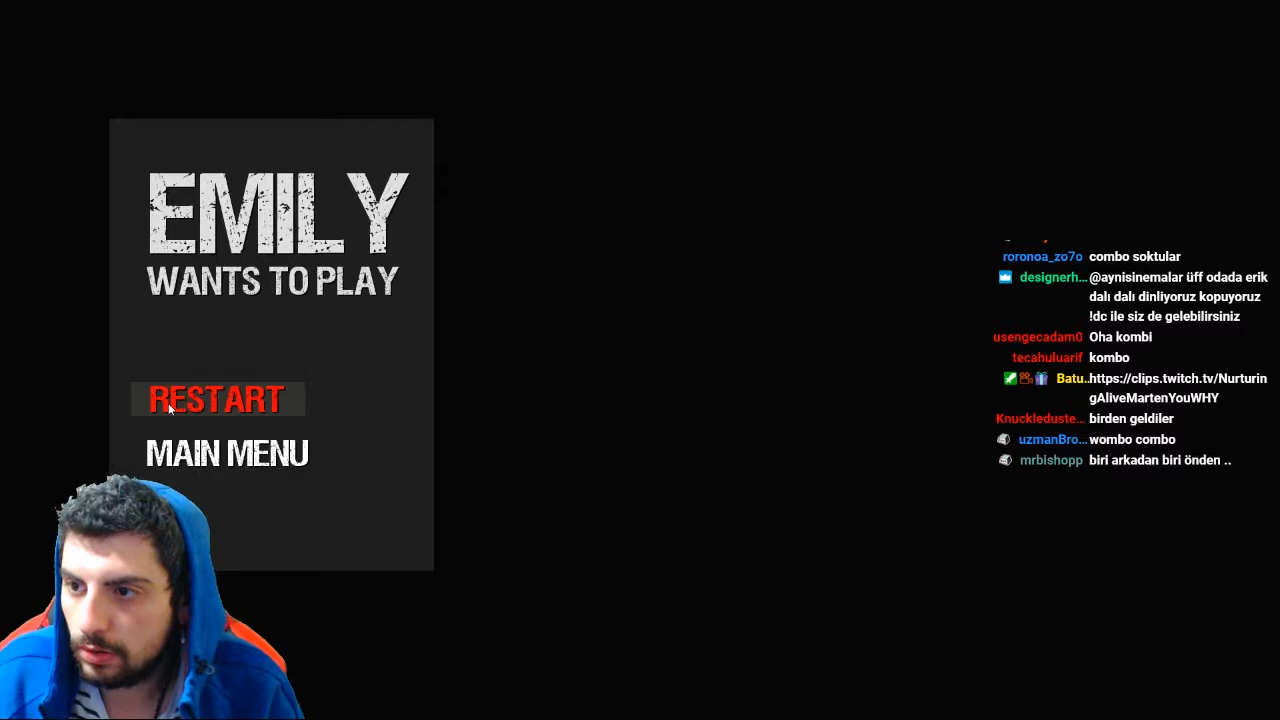 EMILY
WANTS TO PLAY
RESTART
MAIN MENU
roronoa_zo7o combo soktular
designerh... @aynisinemalar üff odada erik
dalı dalı dinliyoruz kopuyoruz
!dc ile siz de gelebilirsiniz
usengecadam0 Oha kombi
tecahuluarif kombo
Batu.. https://clips.twitch.tv/Nurturin
gAliveMartenYouWHY
Knuckleduste... birden geldiler
uzmanBro... wombo combo
mrbishopp biri arkadan biri önden ..